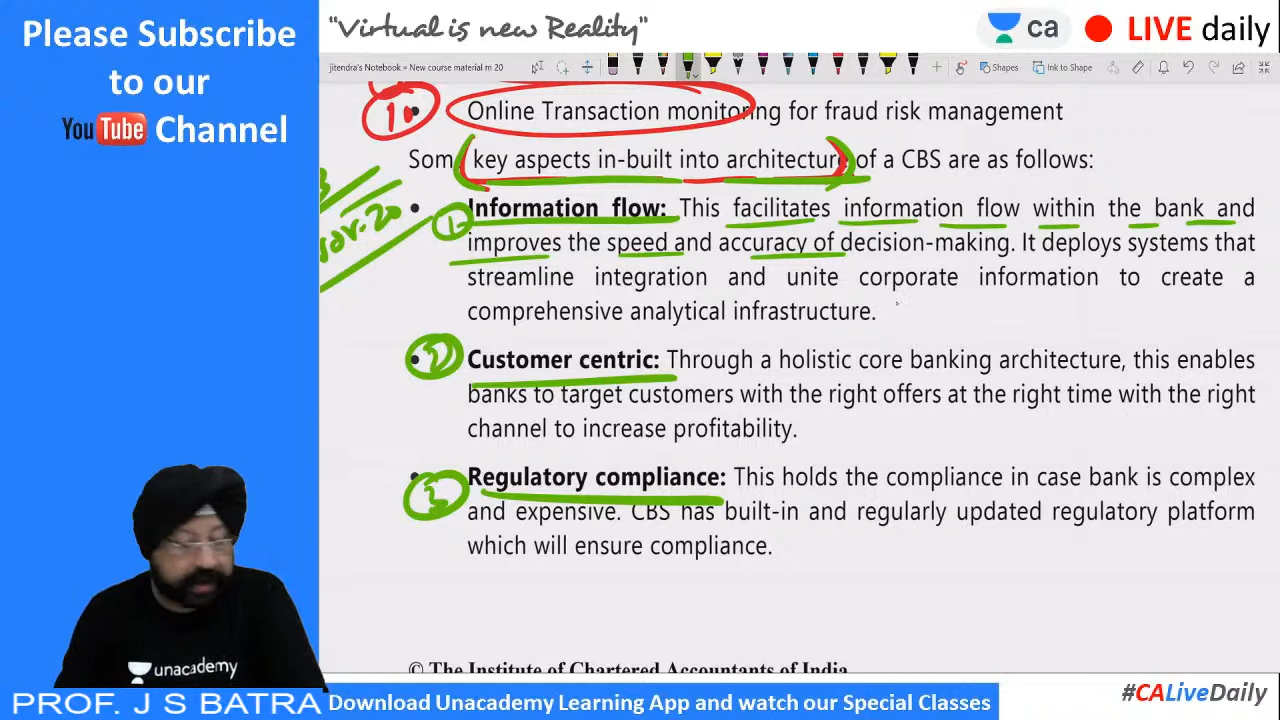 Please Subscribe
to our
YouTube Channel
"Virtual is new Reality"
ca LIVE daily
jitendra's Notebook » New course material m 20
Shapes Ink to Shape
1 • Online Transaction monitoring for fraud risk management
Som key aspects in-built into architecture of a CBS are as follows:
• 1. Information flow: This facilitates information flow within the bank and
improves the speed and accuracy of decision-making. It deploys systems that
streamline integration and unite corporate information to create a
comprehensive analytical infrastructure.
• Customer centric: Through a holistic core banking architecture, this enables
banks to target customers with the right offers at the right time with the right
channel to increase profitability.
• Regulatory compliance: This holds the compliance in case bank is complex
and expensive. CBS has built-in and regularly updated regulatory platform
which will ensure compliance.
© The Institute of Chartered Accountants of India
unacademy
PROF. J S BATRA
Download Unacademy Learning App and watch our Special Classes
#CALiveDaily